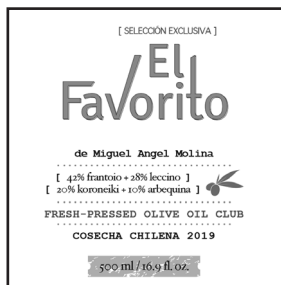 [ SELECCIÓN EXCLUSIVA ]
El
Favorito
de Miguel Angel Molina
[ 42% frantoio + 28% leccino ]
[ 20% koroneiki + 10% arbequina ]
FRESH-PRESSED OLIVE OIL CLUB
COSECHA CHILENA 2019
500 ml / 16.9 fl. oz.